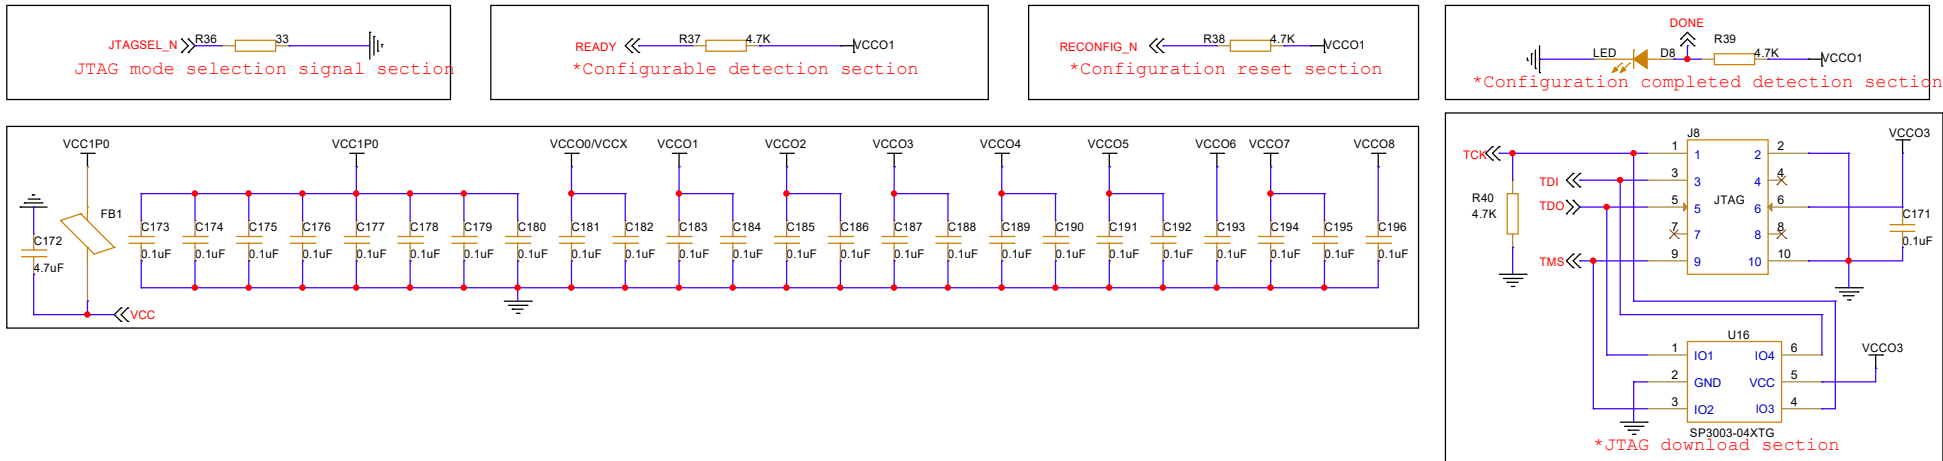 JTAGSEL_N R36 33
JTAG mode selection signal section
READY R37 4.7K VCCO1
*Configurable detection section
RECONFIG_N R38 4.7K VCCO1
*Configuration reset section
DONE
LED D8 R39 4.7K VCCO1
*Configuration completed detection section
VCC1P0 VCC1P0 VCCO0/VCCX VCCO1 VCCO2 VCCO3 VCCO4 VCCO5 VCCO6 VCCO7 VCCO8
FB1
C172 C173 C174 C175 C176 C177 C178 C179 C180 C181 C182 C183 C184 C185 C186 C187 C188 C189 C190 C191 C192 C193 C194 C195 C196
4.7uF 0.1uF 0.1uF 0.1uF 0.1uF 0.1uF 0.1uF 0.1uF 0.1uF 0.1uF 0.1uF 0.1uF 0.1uF 0.1uF 0.1uF 0.1uF 0.1uF 0.1uF 0.1uF 0.1uF 0.1uF 0.1uF 0.1uF 0.1uF 0.1uF
VCC
J8 VCCO3
TCK 1 1 2 2
TDI 3 3 4 4
R40 4.7K
TDO 5 5 JTAG 6 6
C171 0.1uF
7 7 8 8
TMS 9 9 10 10
U16
1 IO1 IO4 6 VCCO3
2 GND VCC 5
3 IO2 IO3 4
SP3003-04XTG
*JTAG download section